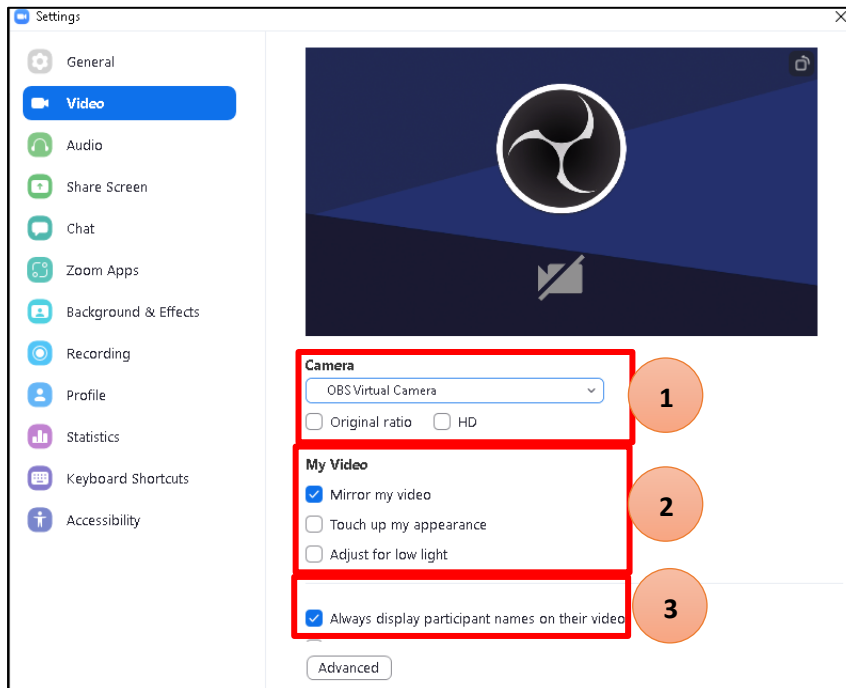 Settings
General
Video
Audio
Share Screen
Chat
Zoom Apps
Background & Effects
Recording
Profile
Statistics
Keyboard Shortcuts
Accessibility
Camera
OBS Virtual Camera
Original ratio HD
1
My Video
Mirror my video
Touch up my appearance
Adjust for low light
2
Always display participant names on their video
3
Advanced